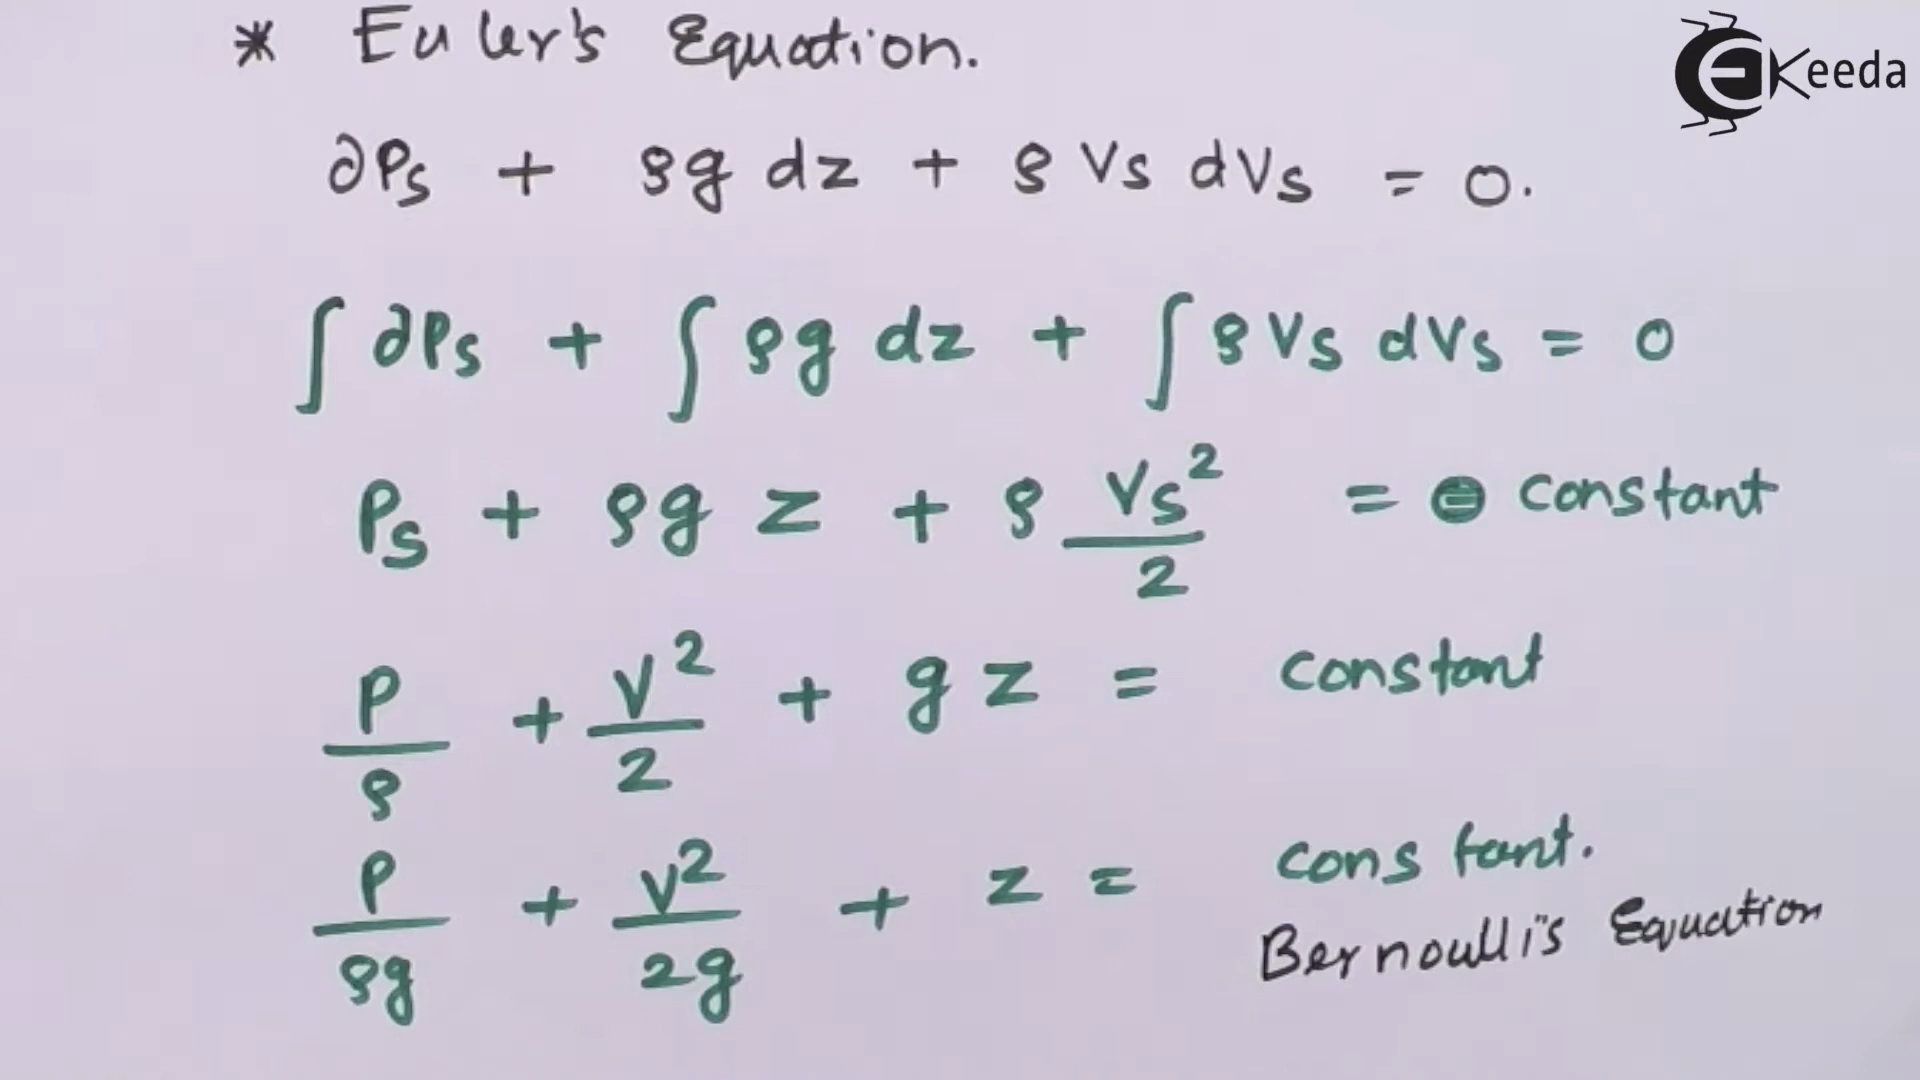 * Euler's Equation.
EKeeda
∂Ps + ρg dz + ρ Vs dVs = 0.
∫ ∂Ps + ∫ ρg dz + ∫ ρ Vs dVs = 0
Ps + ρg z + ρ Vs²/2 = constant
P/ρ + V²/2 + g z = constant
P/ρg + V²/2g + z = constant.
Bernoulli's Equation